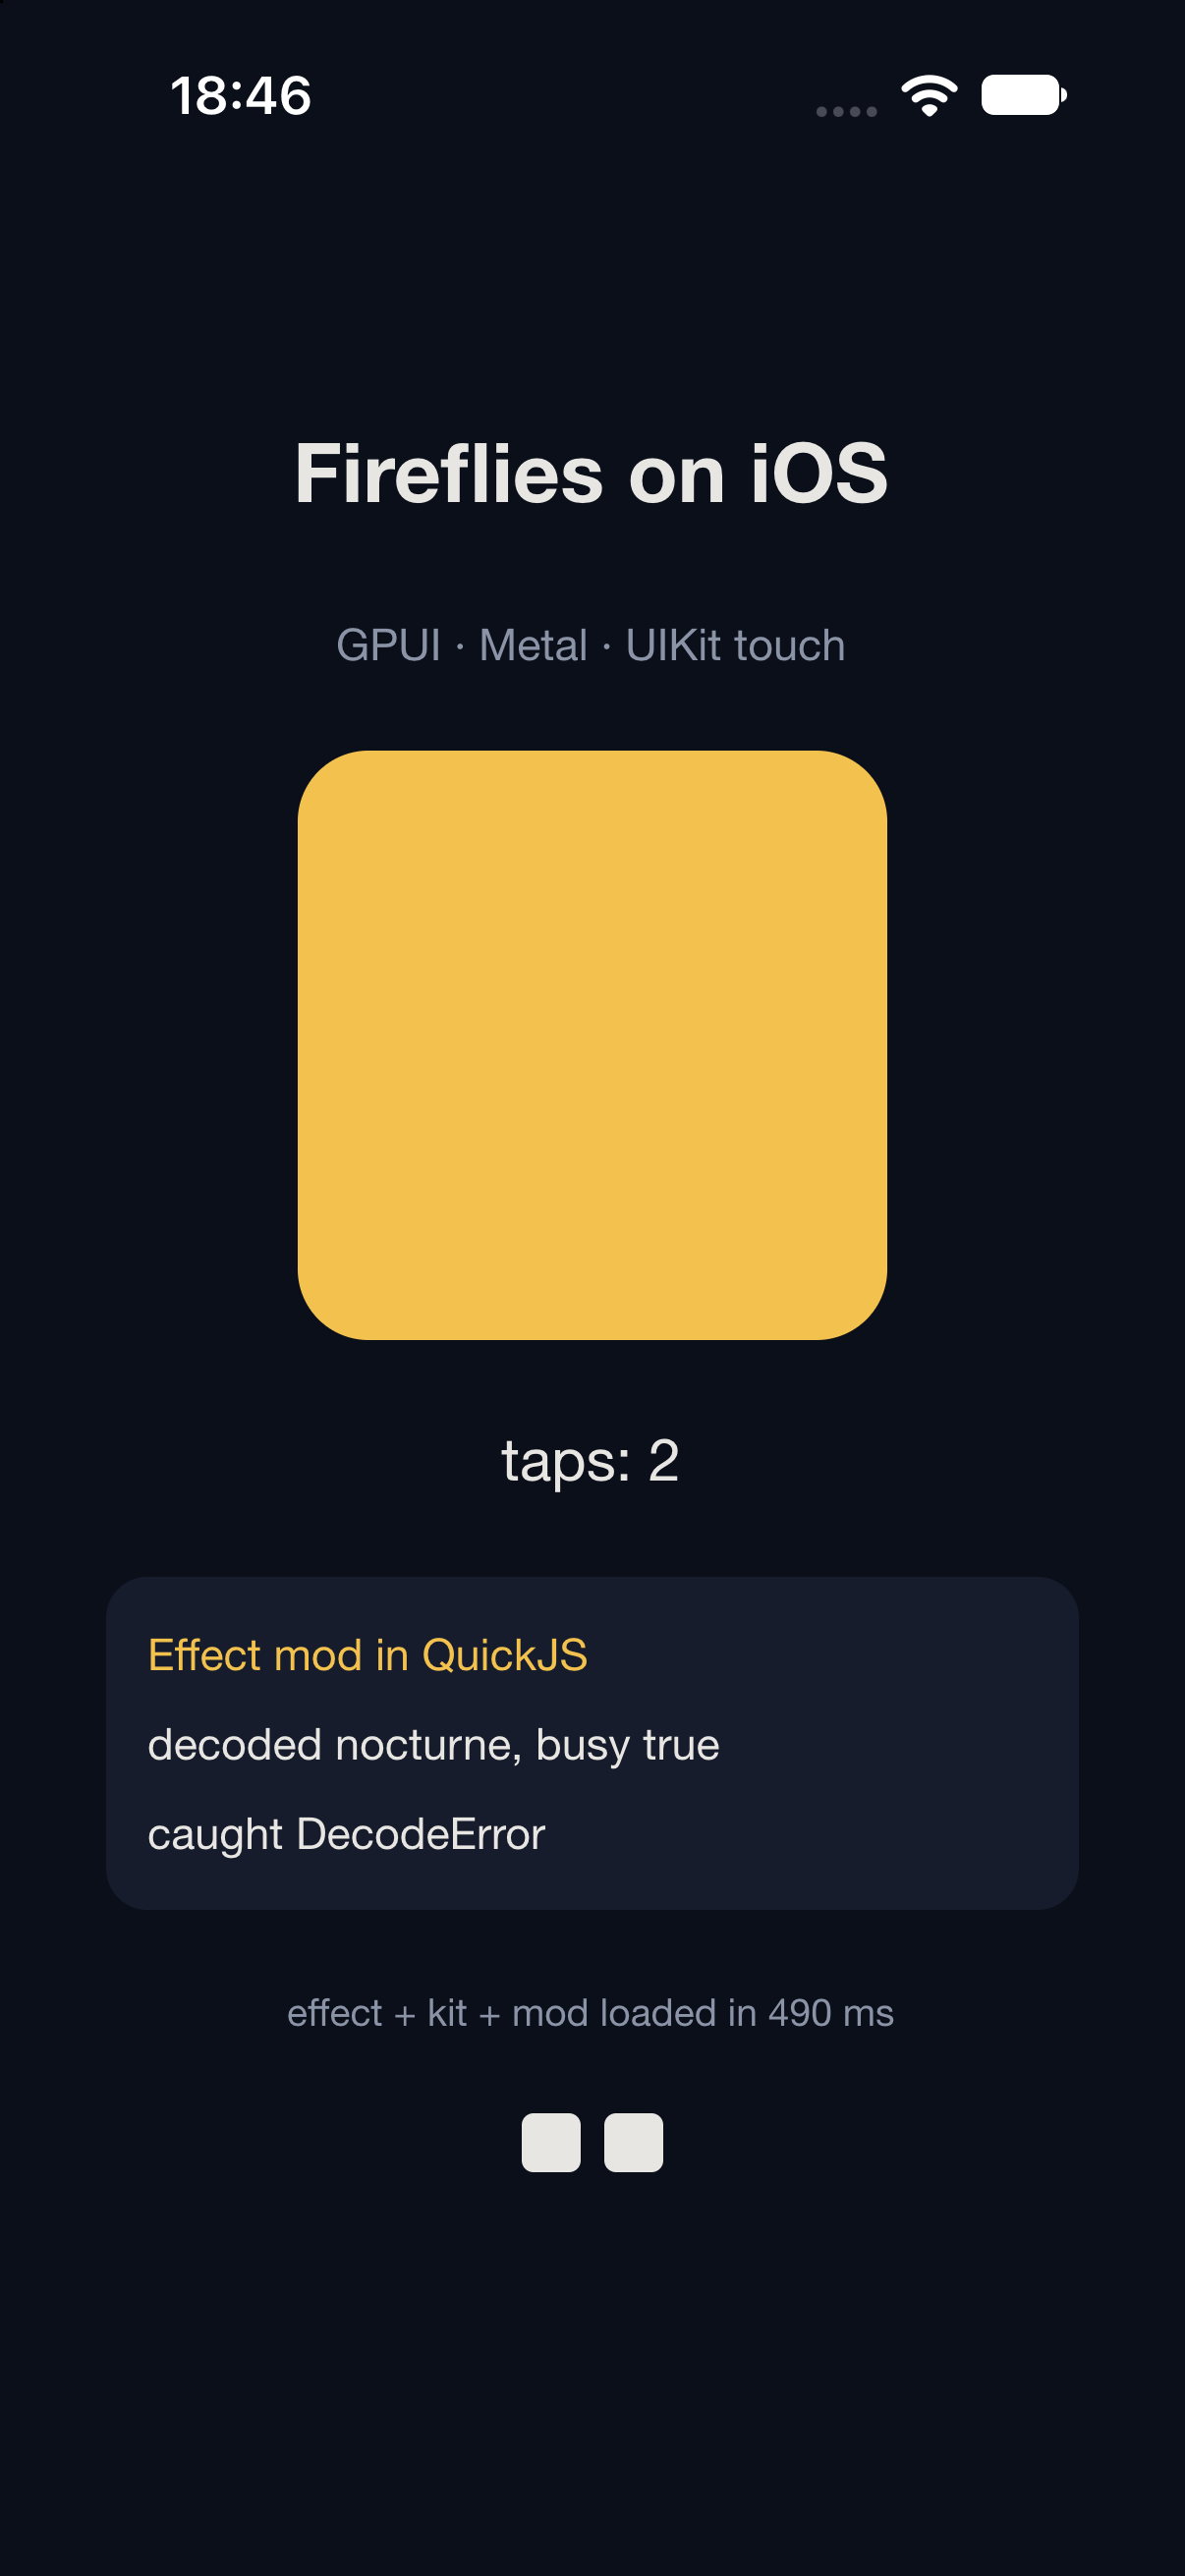 18:46
Fireflies on iOS
GPUI · Metal · UIKit touch
taps: 2
Effect mod in QuickJS
decoded nocturne, busy true
caught DecodeError
effect + kit + mod loaded in 490 ms